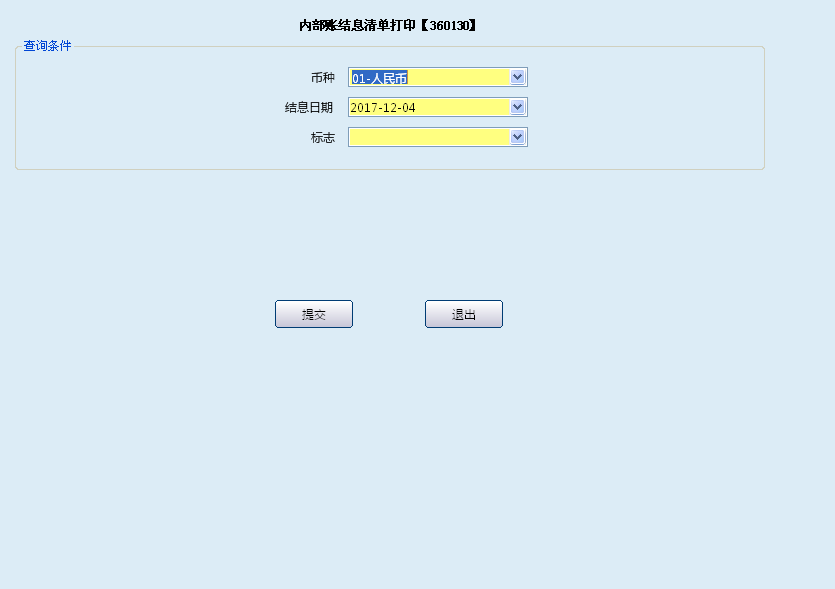 内部账结息清单打印【360130】
查询条件
币种 01-人民币
结息日期 2017-12-04
标志
提交 退出